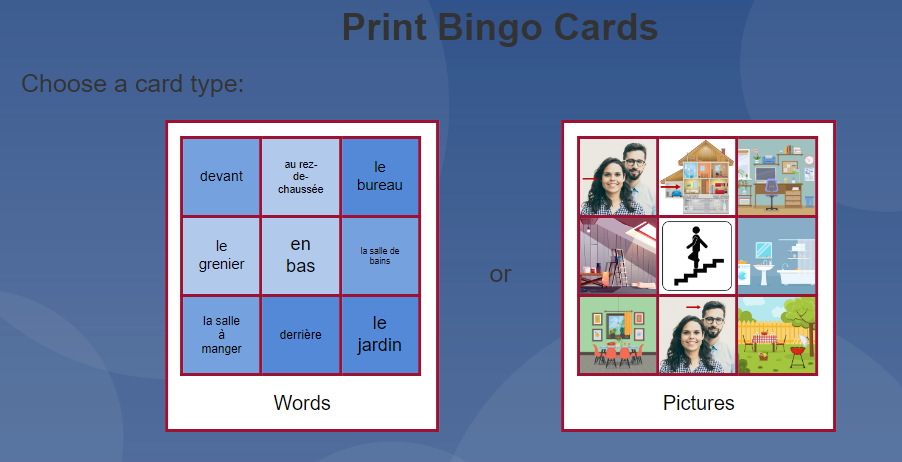 Print Bingo Cards
Choose a card type:
devant
au rez-
de-
chaussée
le
bureau
le
grenier
en
bas
la salle de
bains
la salle
à
manger
derrière
le
jardin
Words
or
Pictures